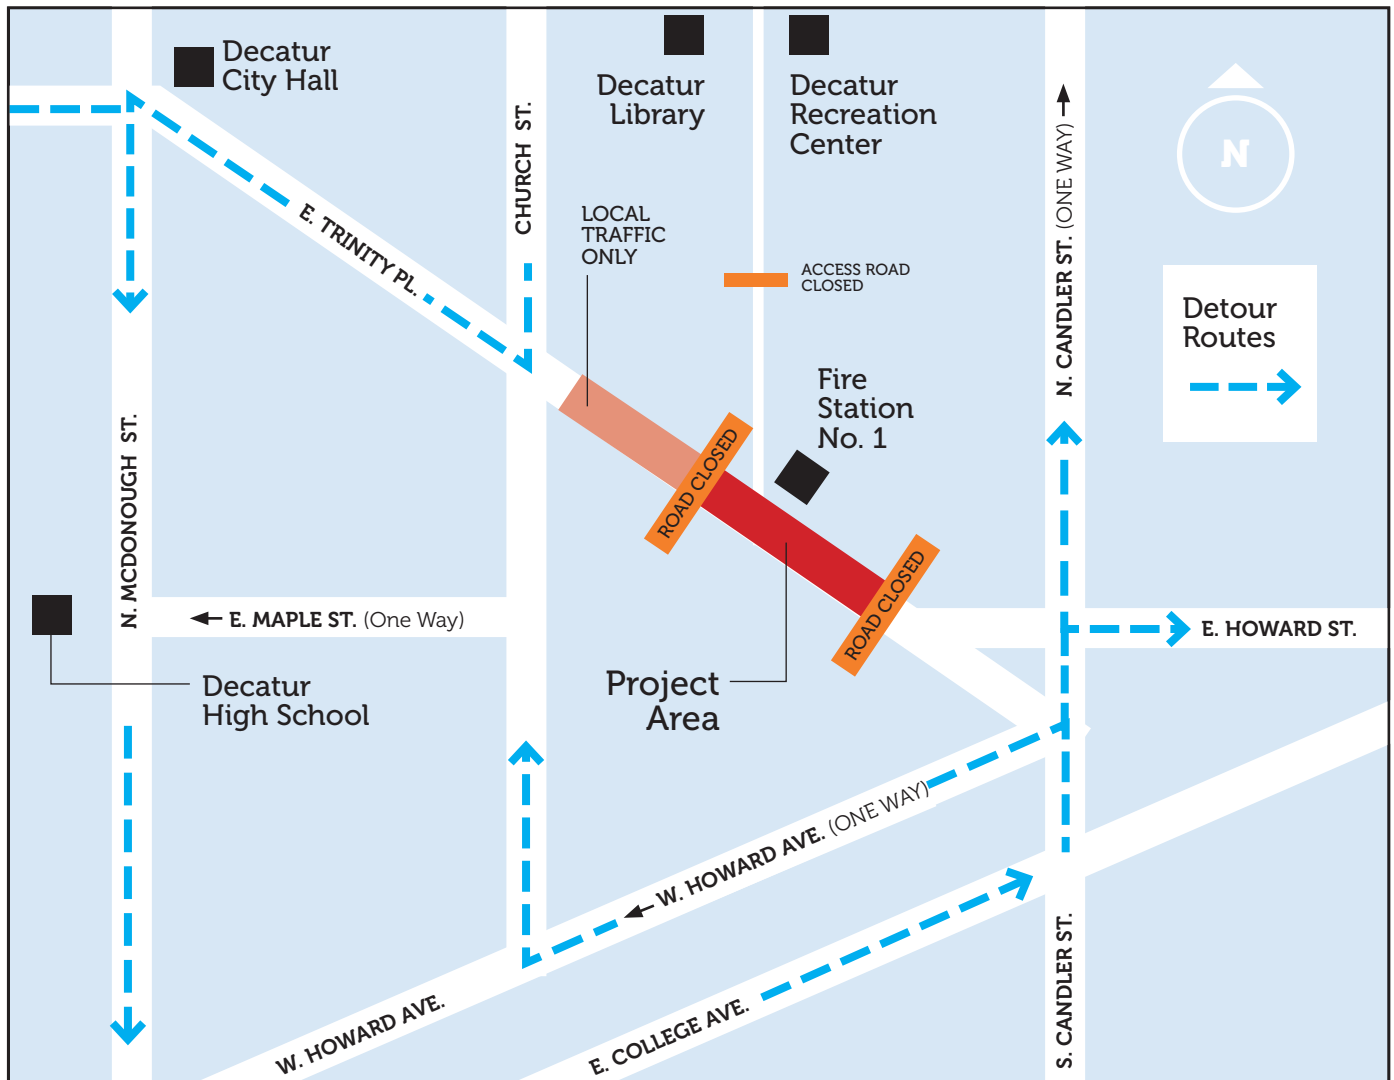 Decatur
City Hall
Decatur
Library
Decatur
Recreation
Center
N
CHURCH ST.
N. CANDLER ST. (ONE WAY)
E. TRINITY PL.
LOCAL
TRAFFIC
ONLY
ACCESS ROAD
CLOSED
Detour
Routes
Fire
Station
No. 1
ROAD CLOSED
ROAD CLOSED
N. MCDONOUGH ST.
E. MAPLE ST. (One Way)
E. HOWARD ST.
Decatur
High School
Project
Area
W. HOWARD AVE. (ONE WAY)
W. HOWARD AVE.
E. COLLEGE AVE.
S. CANDLER ST.